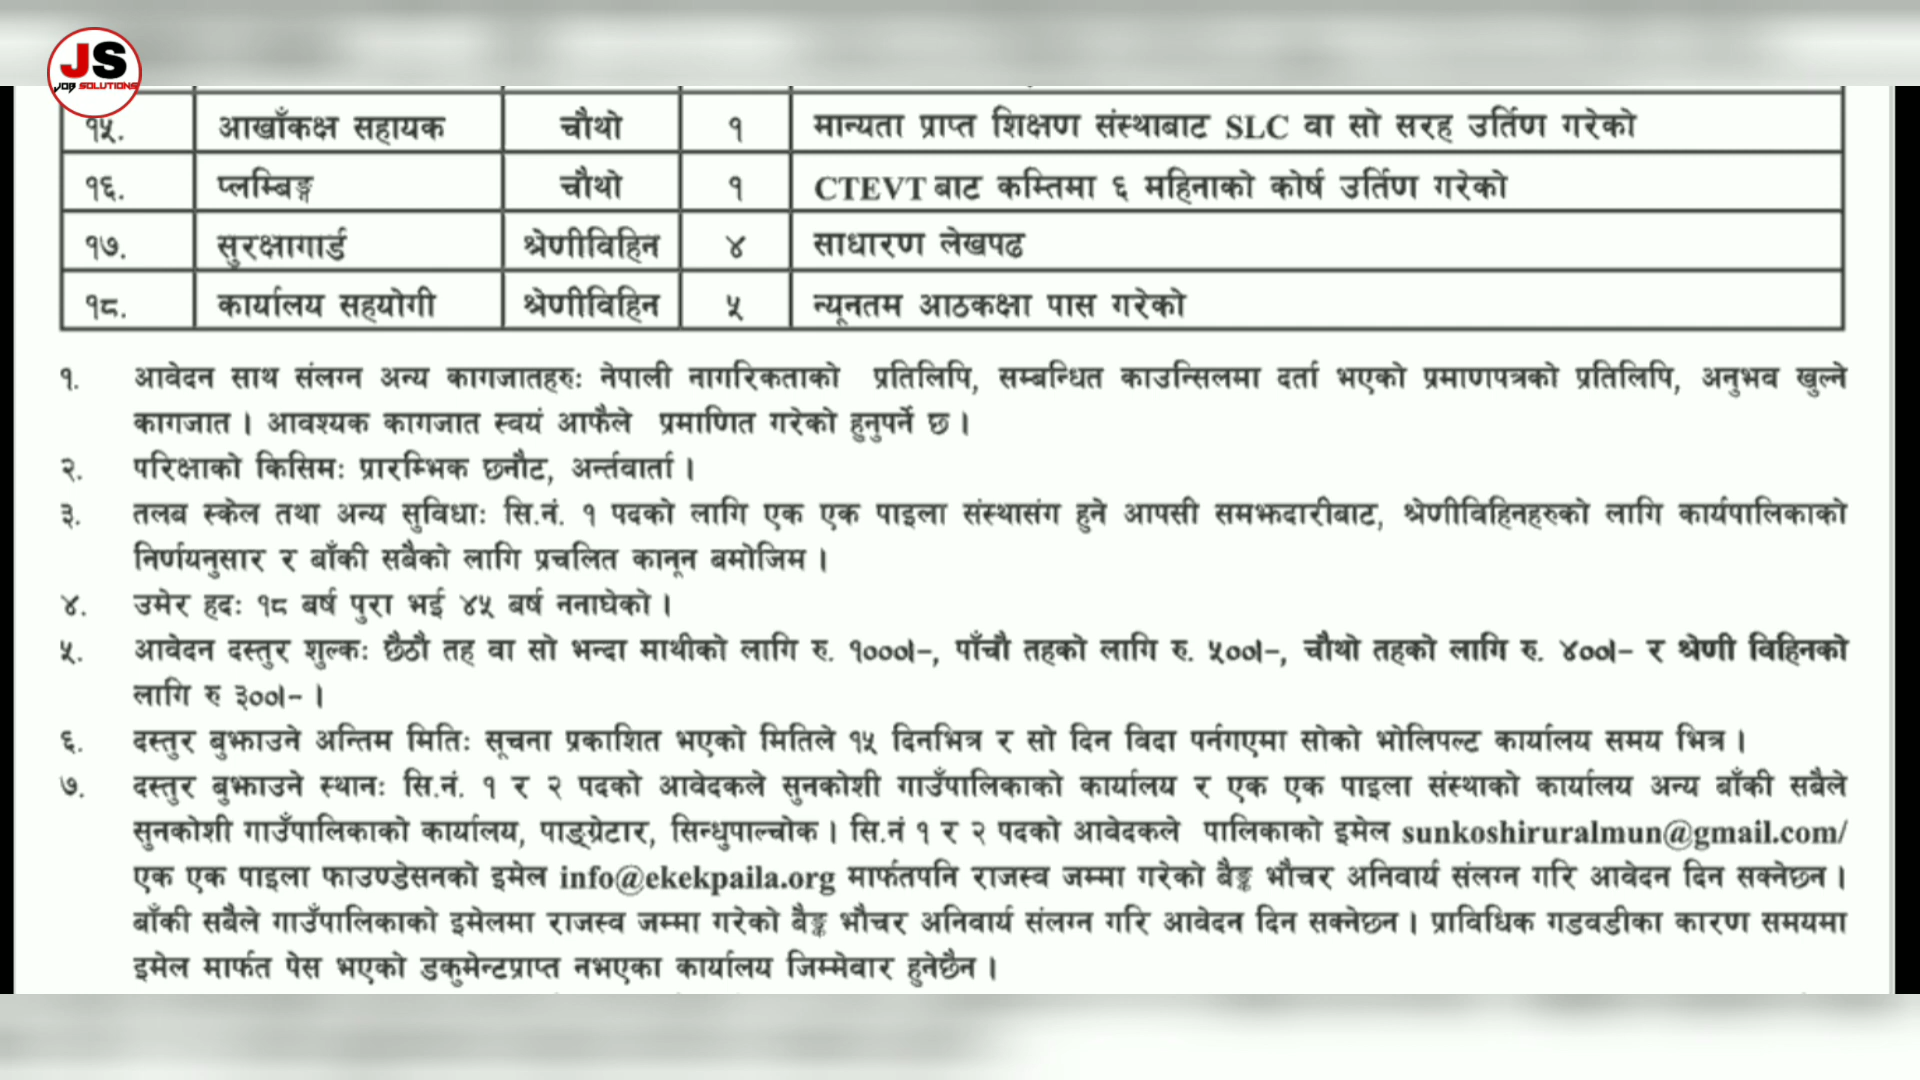 JS
JOB SOLUTIONS
१५. आखाँकक्ष सहायक चौथो १ मान्यता प्राप्त शिक्षण संस्थाबाट SLC वा सो सरह उर्तिण गरेको
१६. प्लम्बिङ्ग चौथो १ CTEVT बाट कम्तिमा ६ महिनाको कोर्ष उर्तिण गरेको
१७. सुरक्षागार्ड श्रेणीविहिन ४ साधारण लेखपढ
१८. कार्यालय सहयोगी श्रेणीविहिन ५ न्यूनतम आठकक्षा पास गरेको
१. आवेदन साथ संलग्न अन्य कागजातहरुः नेपाली नागरिकताको प्रतिलिपि, सम्बन्धित काउन्सिलमा दर्ता भएको प्रमाणपत्रको प्रतिलिपि, अनुभव खुल्ने
कागजात । आवश्यक कागजात स्वयं आफैले प्रमाणित गरेको हुनुपर्ने छ ।
२. परिक्षाको किसिमः प्रारम्भिक छनौट, अर्न्तवार्ता ।
३. तलब स्केल तथा अन्य सुविधाः सि.नं. १ पदको लागि एक एक पाइला संस्थासंग हुने आपसी समझदारीबाट, श्रेणीविहिनहरुको लागि कार्यपालिकाको
निर्णयनुसार र बाँकी सबैको लागि प्रचलित कानून बमोजिम ।
४. उमेर हदः १८ बर्ष पुरा भई ४५ बर्ष ननाघेको ।
५. आवेदन दस्तुर शुल्कः छैठौ तह वा सो भन्दा माथीको लागि रु. १०००।-, पाँचौ तहको लागि रु. ५००।-, चौथो तहको लागि रु. ४००।- र श्रेणी विहिनको
लागि रु ३००।- ।
६. दस्तुर बुझाउने अन्तिम मितिः सूचना प्रकाशित भएको मितिले १५ दिनभित्र र सो दिन विदा पर्नगएमा सोको भोलिपल्ट कार्यालय समय भित्र ।
७. दस्तुर बुझाउने स्थानः सि.नं. १ र २ पदको आवेदकले सुनकोशी गाउँपालिकाको कार्यालय र एक एक पाइला संस्थाको कार्यालय अन्य बाँकी सबैले
सुनकोशी गाउँपालिकाको कार्यालय, पाङ्ग्रेटार, सिन्धुपाल्चोक । सि.नं १ र २ पदको आवेदकले पालिकाको इमेल sunkoshiruralmun@gmail.com/
एक एक पाइला फाउण्डेसनको इमेल info@ekekpaila.org मार्फतपनि राजस्व जम्मा गरेको बैङ्क भौचर अनिवार्य संलग्न गरि आवेदन दिन सक्नेछन ।
बाँकी सबैले गाउँपालिकाको इमेलमा राजस्व जम्मा गरेको बैङ्क भौचर अनिवार्य संलग्न गरि आवेदन दिन सक्नेछन । प्राविधिक गडवडीका कारण समयमा
इमेल मार्फत पेस भएको डकुमेन्टप्राप्त नभएका कार्यालय जिम्मेवार हुनेछैन ।